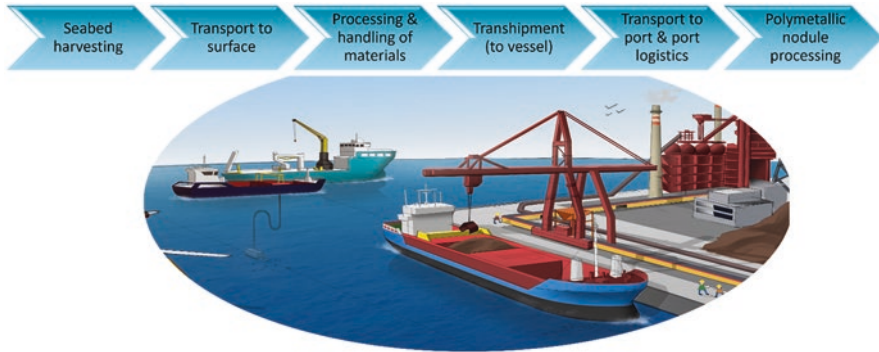 Seabed
harvesting
Transport to
surface
Processing &
handling of
materials
Transhipment
(to vessel)
Transport to
port & port
logistics
Polymetallic
nodule
processing